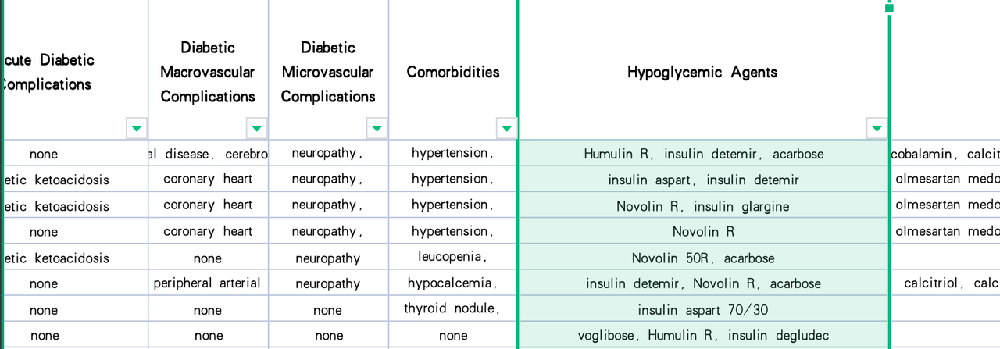 Diabetic Diabetic
cute Diabetic
Macrovascular Microvascular Comorbidities Hypoglycemic Agents
Complications
Complications Complications
none al disease, cerebro neuropathy, hypertension, Humulin R, insulin detemir, acarbose cobalamin, calcit
etic ketoacidosis coronary heart neuropathy, hypertension, insulin aspart, insulin detemir olmesartan medo
etic ketoacidosis coronary heart neuropathy, hypertension, Novolin R, insulin glargine olmesartan medo
none coronary heart neuropathy, hypertension, Novolin R olmesartan medo
etic ketoacidosis none neuropathy leucopenia, Novolin 50R, acarbose
none peripheral arterial neuropathy hypocalcemia, insulin detemir, Novolin R, acarbose calcitriol, calc
none none none thyroid nodule, insulin aspart 70/30
none none none none voglibose, Humulin R, insulin degludec